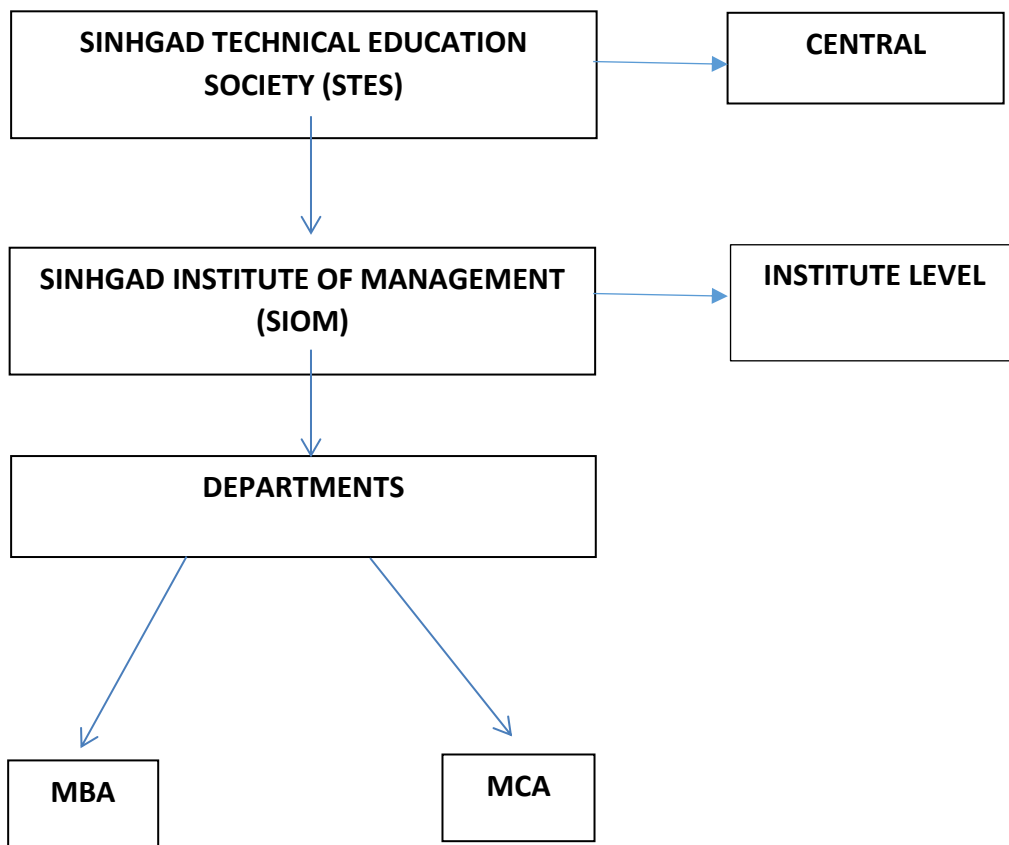 SINHGAD TECHNICAL EDUCATION
SOCIETY (STES)
CENTRAL
SINHGAD INSTITUTE OF MANAGEMENT
(SIOM)
INSTITUTE LEVEL
DEPARTMENTS
MBA
MCA